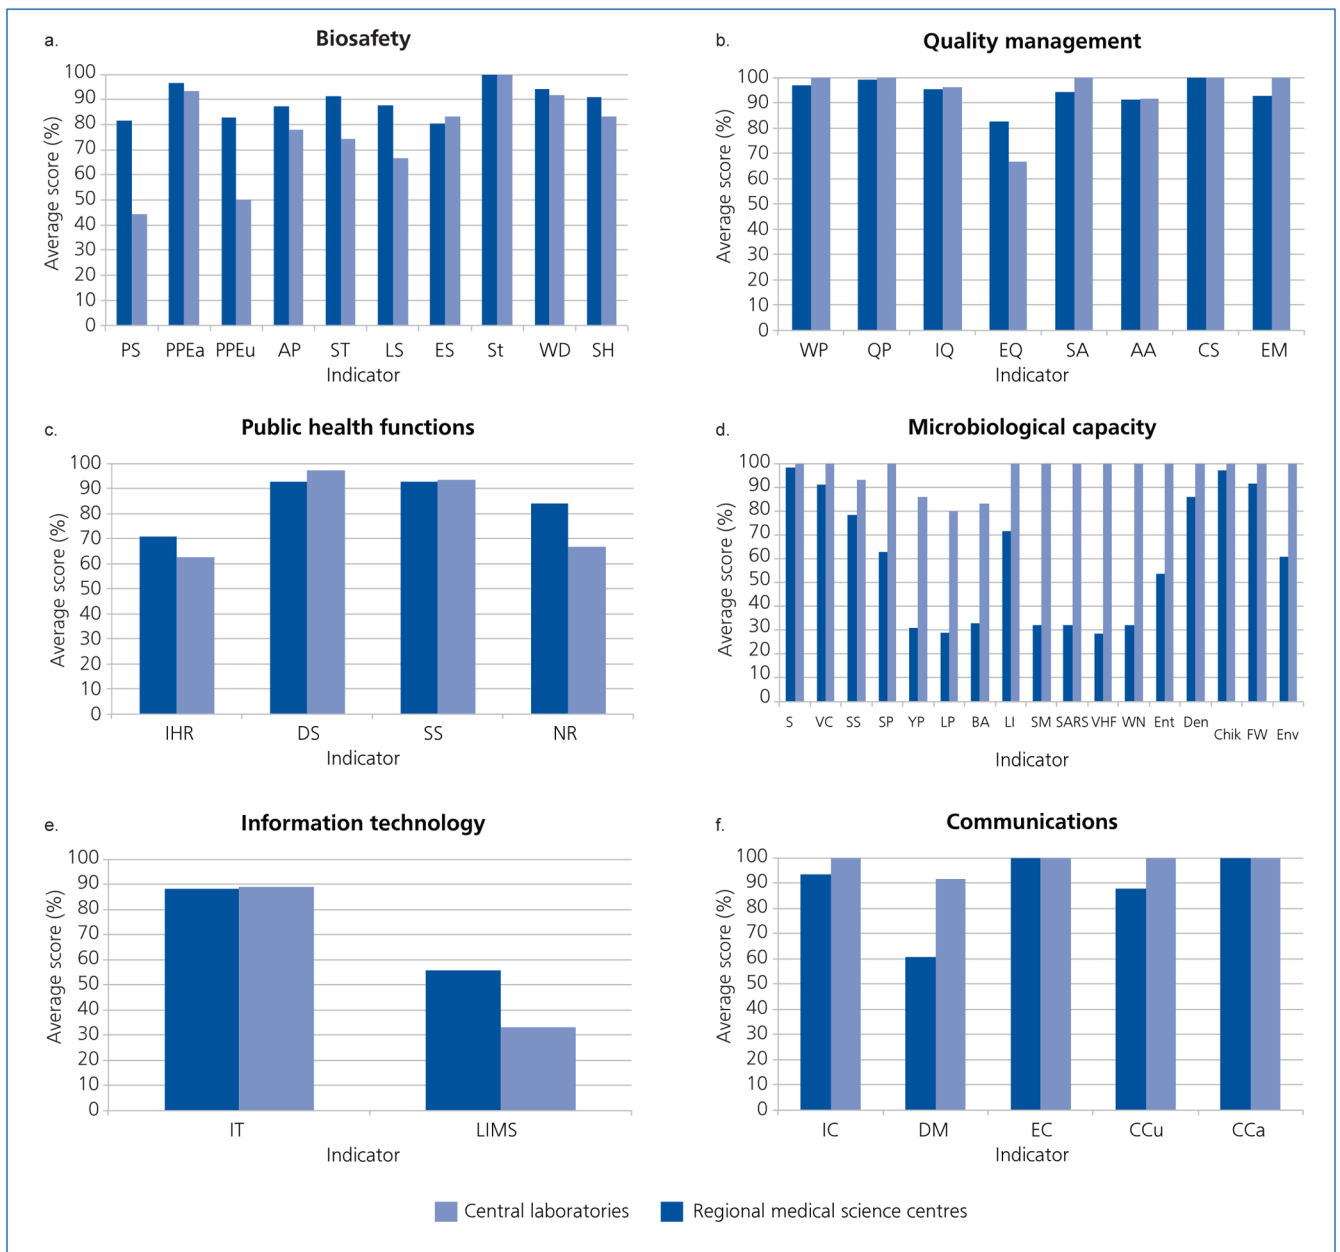 a.
Biosafety
Average score (%)
100
90
80
70
60
50
40
30
20
10
0
PS PPEa PPEu AP ST LS ES St WD SH
Indicator
b.
Quality management
Average score (%)
100
90
80
70
60
50
40
30
20
10
0
WP QP IQ EQ SA AA CS EM
Indicator
c.
Public health functions
Average score (%)
100
90
80
70
60
50
40
30
20
10
0
IHR DS SS NR
Indicator
d.
Microbiological capacity
Average score (%)
100
90
80
70
60
50
40
30
20
10
0
S VC SS SP YP LP BA LI SM SARS VHF WN Ent Den Chik FW Env
Indicator
e.
Information technology
Average score (%)
100
90
80
70
60
50
40
30
20
10
0
IT LIMS
Indicator
f.
Communications
Average score (%)
100
90
80
70
60
50
40
30
20
10
0
IC DM EC CCu CCa
Indicator
Central laboratories Regional medical science centres